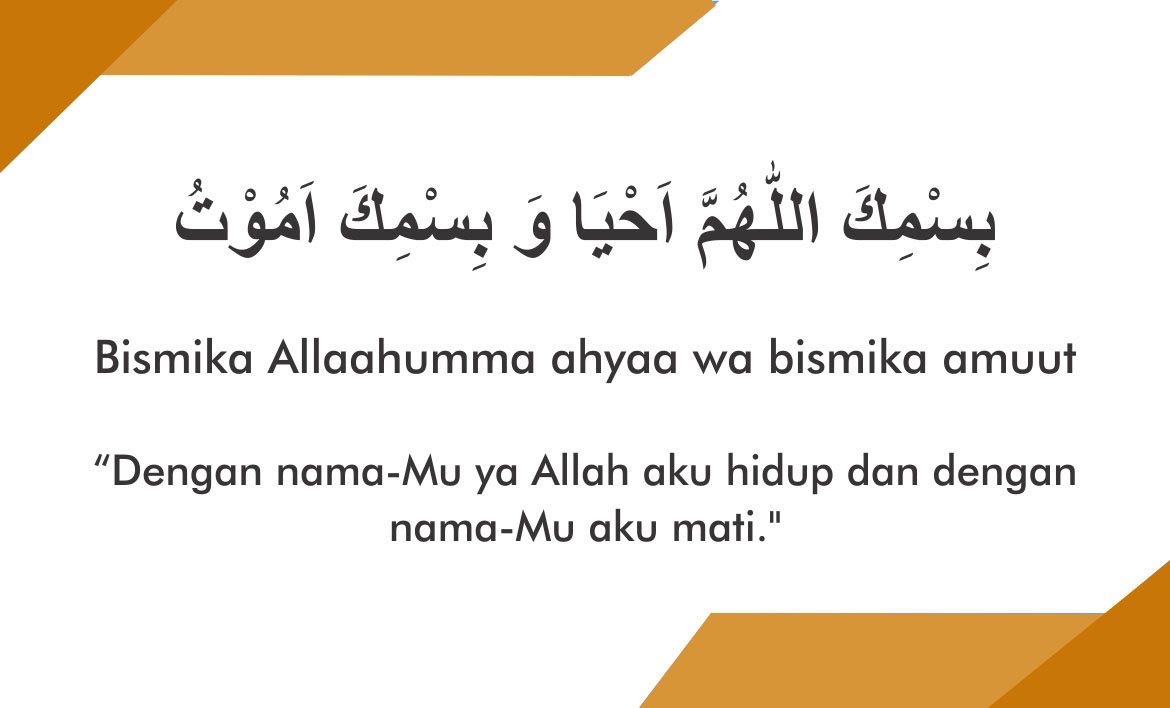 بِسْمِكَ اللّٰهُمَّ اَحْيَا وَ بِسْمِكَ اَمُوْتُ
Bismika Allaahumma ahyaa wa bismika amuut
“Dengan nama-Mu ya Allah aku hidup dan dengan
nama-Mu aku mati."